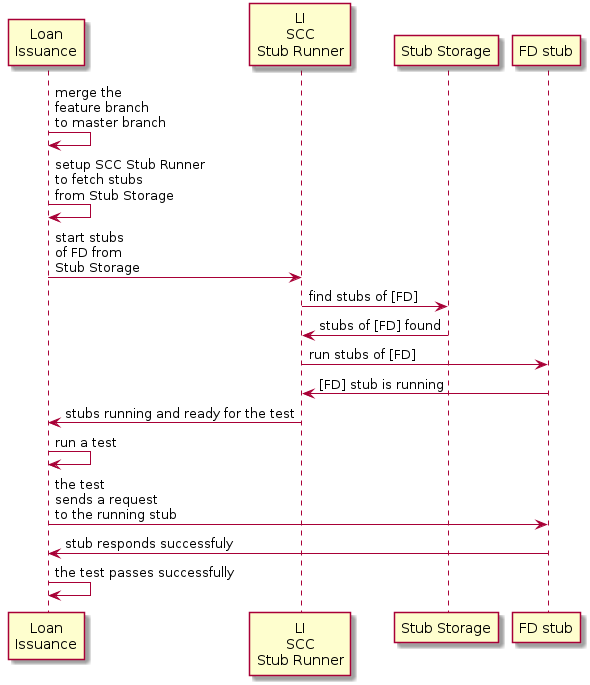 Loan
Issuance
LI
SCC
Stub Runner
Stub Storage
FD stub
merge the
feature branch
to master branch
setup SCC Stub Runner
to fetch stubs
from Stub Storage
start stubs
of FD from
Stub Storage
find stubs of [FD]
stubs of [FD] found
run stubs of [FD]
[FD] stub is running
stubs running and ready for the test
run a test
the test
sends a request
to the running stub
stub responds successfuly
the test passes successfully
Loan
Issuance
LI
SCC
Stub Runner
Stub Storage
FD stub